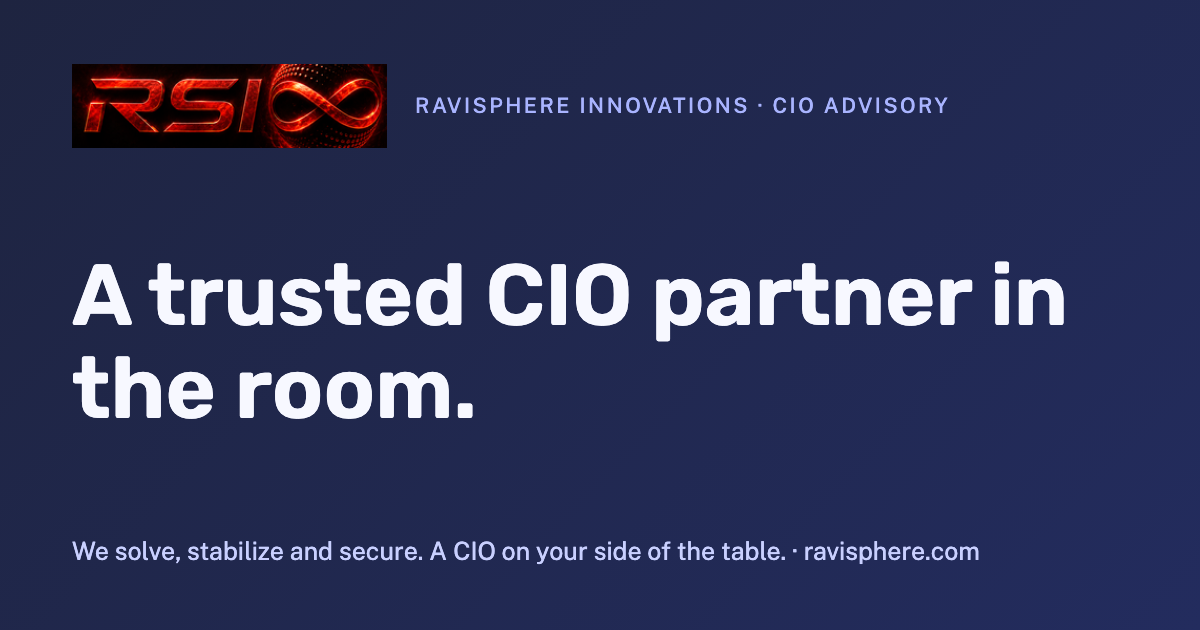 RSI∞
RAVISPHERE INNOVATIONS · CIO ADVISORY
A trusted CIO partner in
the room.
We solve, stabilize and secure. A CIO on your side of the table. · ravisphere.com